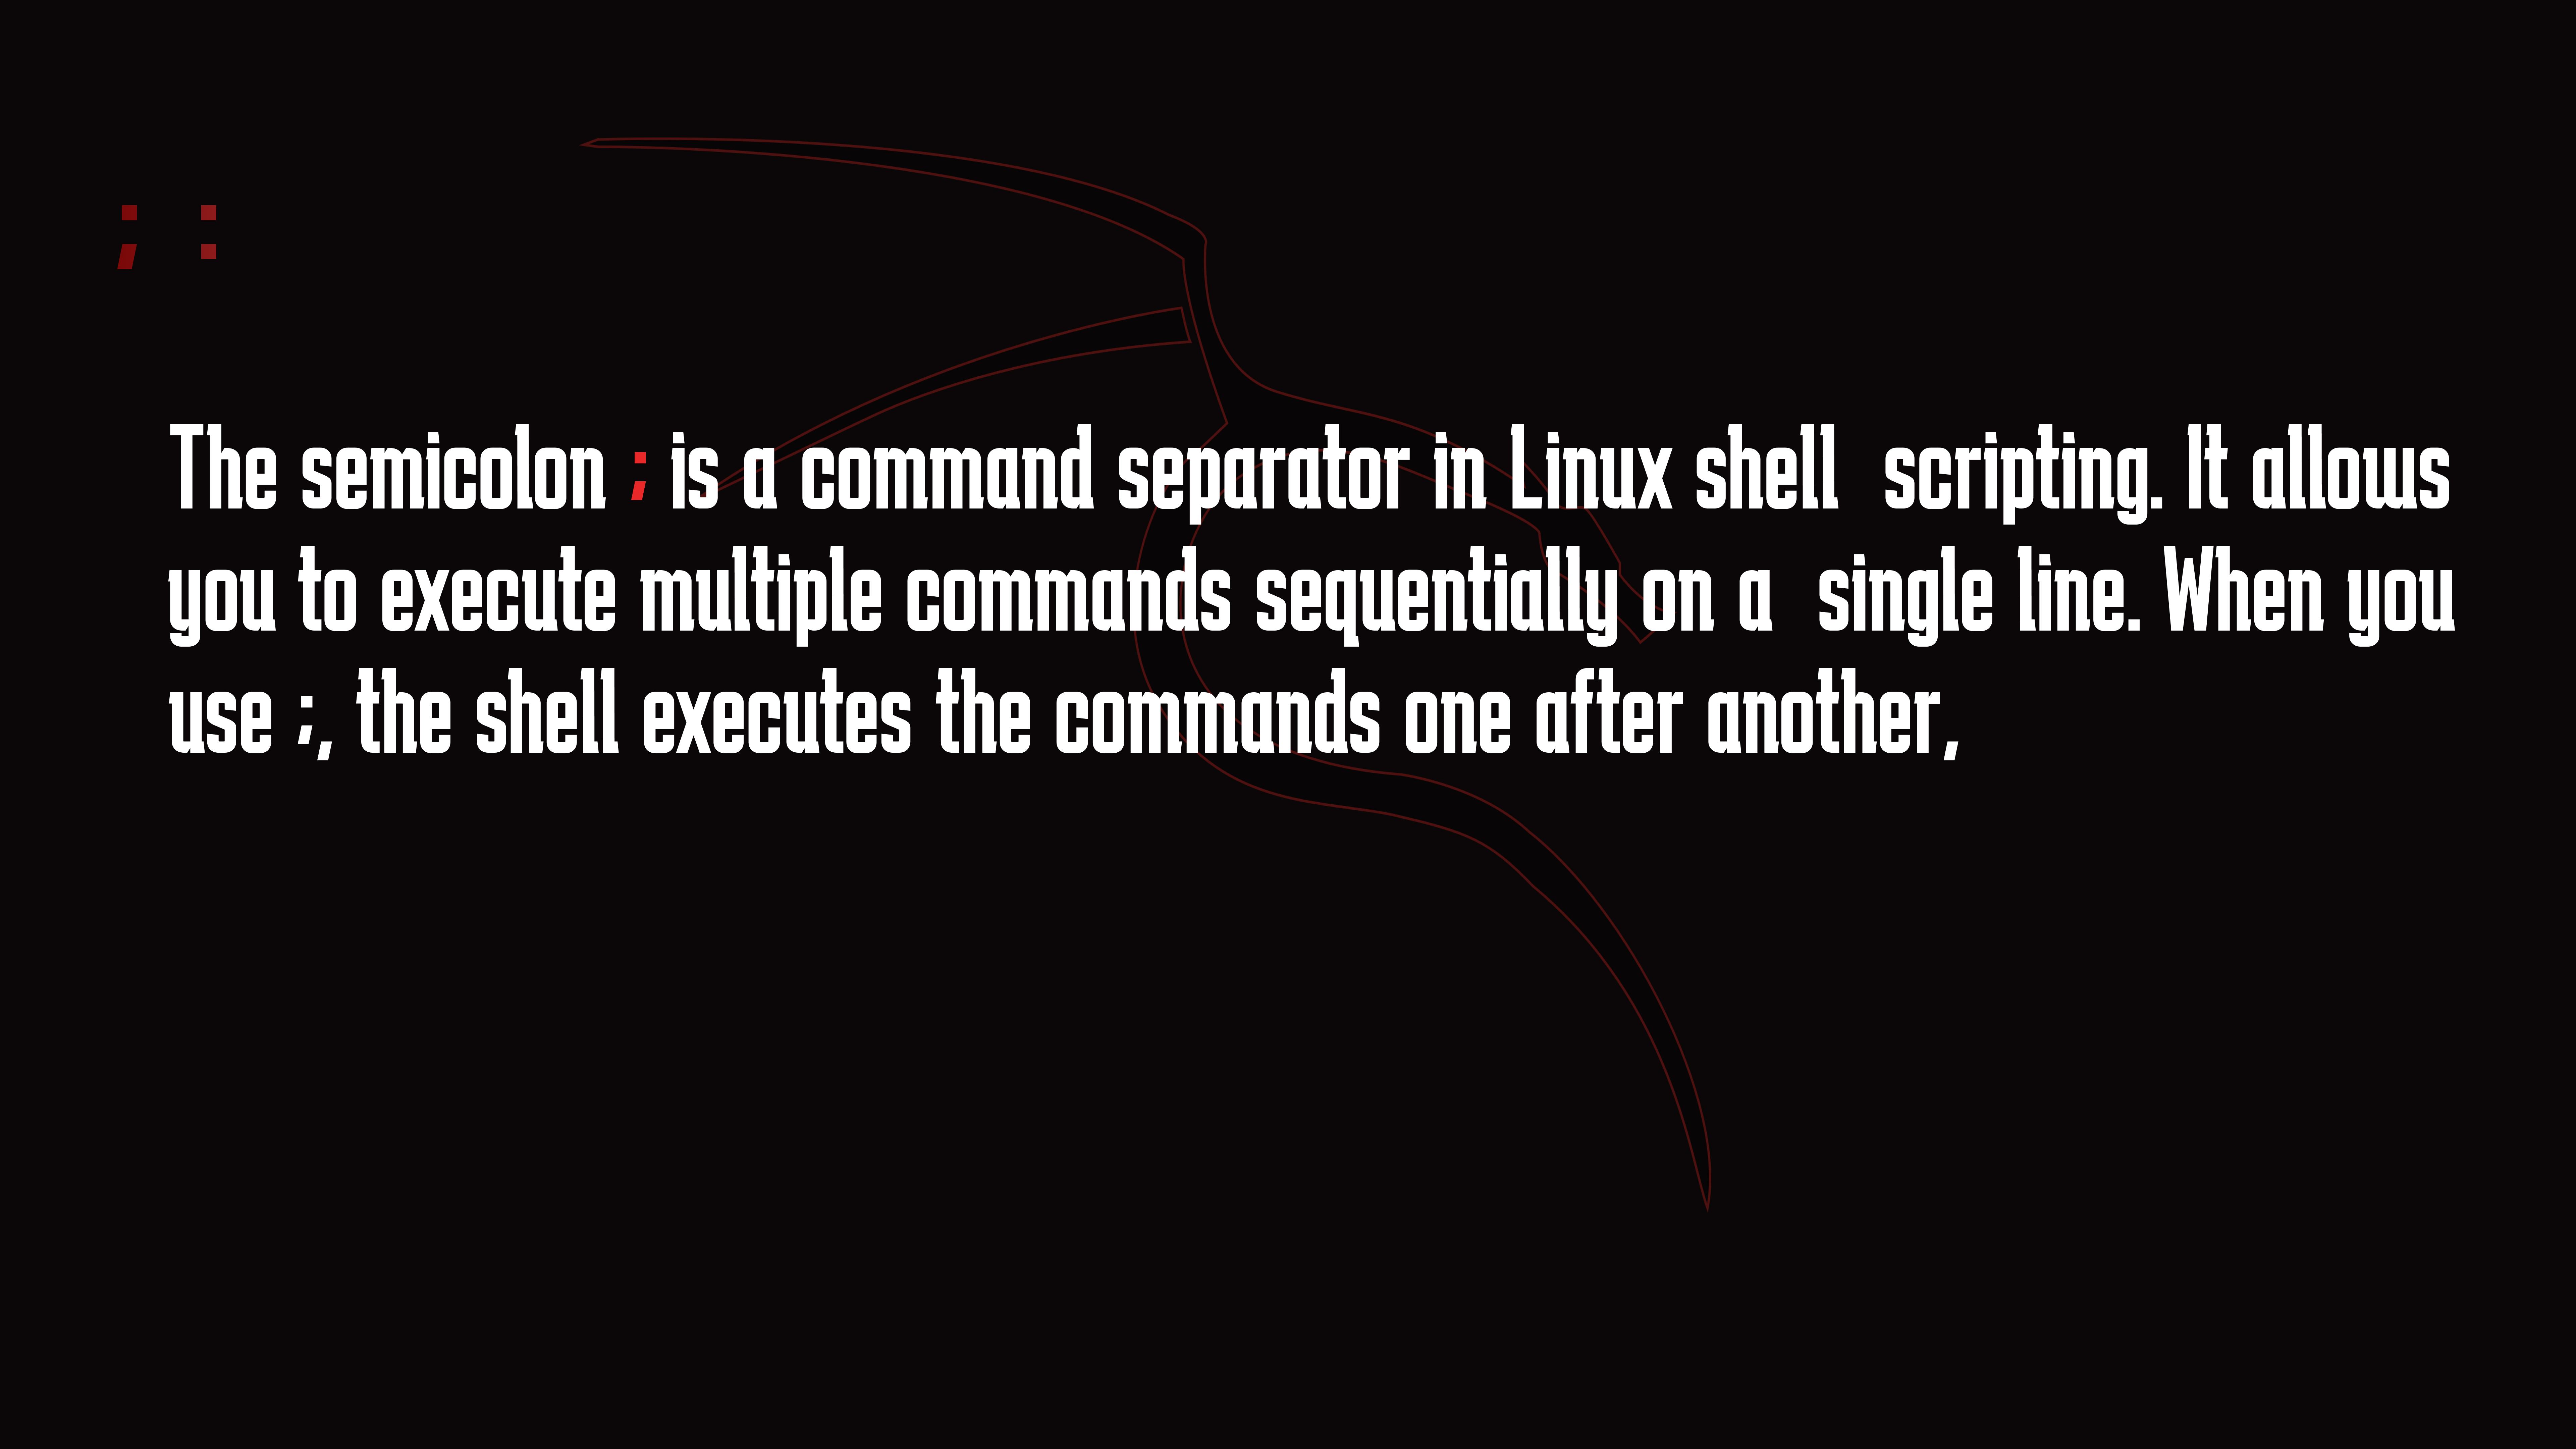 ; :
The semicolon ; is a command separator in Linux shell  scripting. It allows
you to execute multiple commands sequentially on a  single line. When you
use ;, the shell executes the commands one after another,